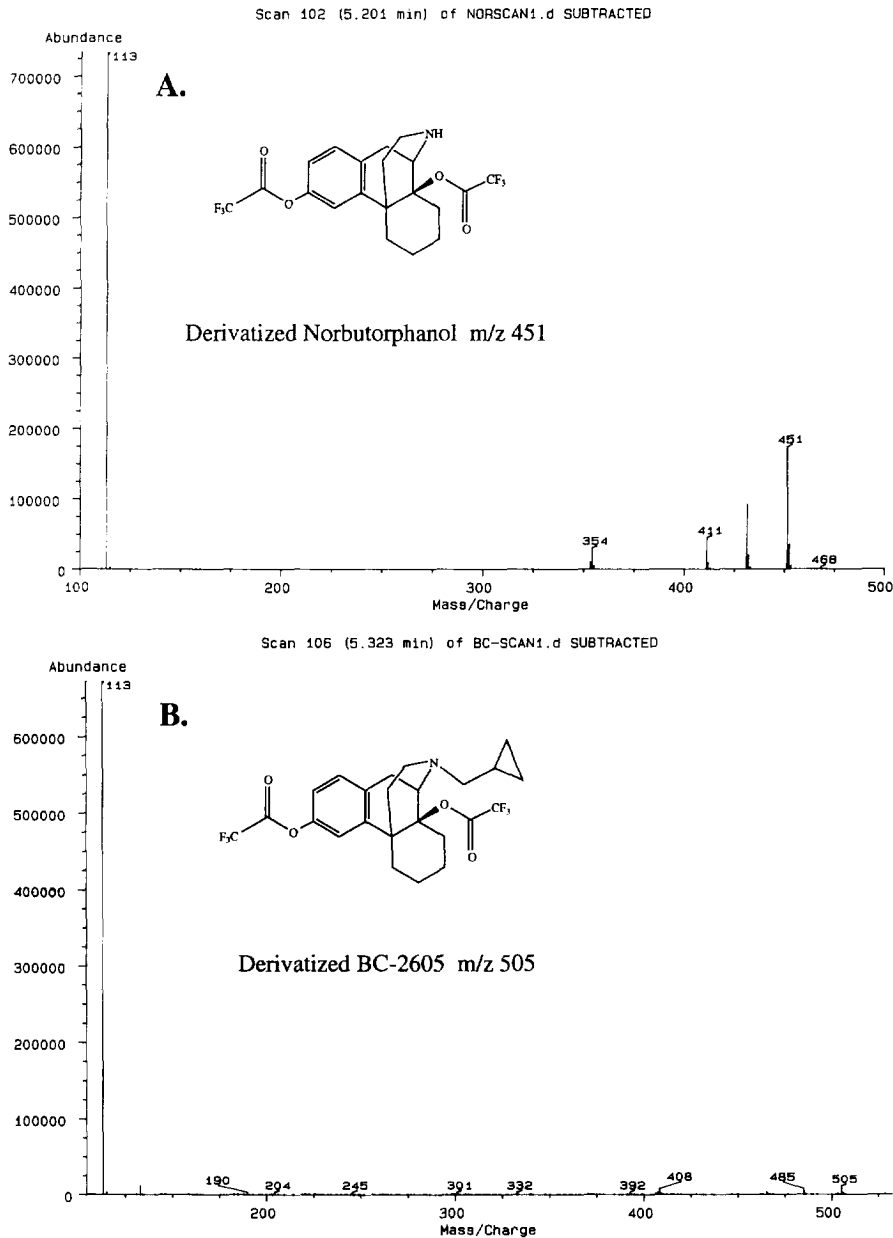 Scan 102 (5.201 min) of NORSCAN1.d SUBTRACTED
Abundance
113
A.
700000
600000
500000
400000
300000
200000
100000
0
NH
O
O
CF3
F3C
O
O
Derivatized Norbutorphanol m/z 451
354
411
451
468
100
200
300
400
500
Mass/Charge
Scan 106 (5.323 min) of BC-SCAN1.d SUBTRACTED
Abundance
113
B.
600000
500000
400000
300000
200000
100000
0
N
O
O
CF3
F3C
O
O
Derivatized BC-2605 m/z 505
190
204
245
301
332
392
408
485
505
200
300
400
500
Mass/Charge